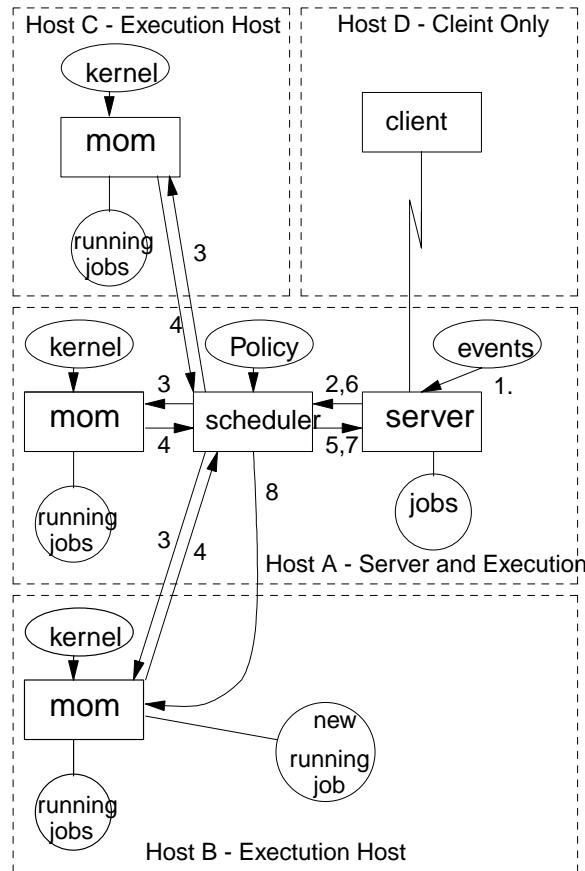 Host C - Execution Host
kernel
mom
running
jobs
3
4
Host D - Cleint Only
client
kernel
mom
running
jobs
3
4
Policy
scheduler
2,6
5,7
events
1.
server
jobs
8
3
4
Host A - Server and Execution
kernel
mom
running
jobs
new
running
job
Host B - Exectution Host